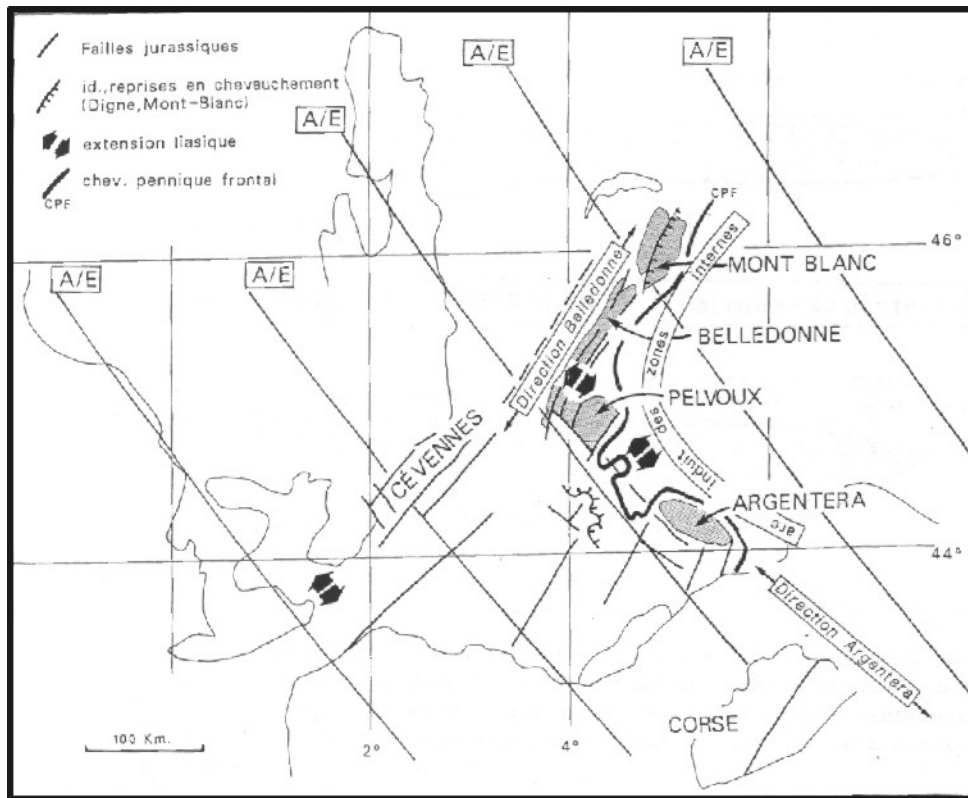 Failles jurassiques
id., reprises en chevauchement
(Digne, Mont-Blanc)
extension liasique
chev. pennique frontal
CPF
A/E
A/E
A/E
A/E
A/E
CPF
46°
MONT BLANC
Direction Belledonne
internes
BELLEDONNE
zones
PELVOUX
des
CÉVENNES
induit
ARGENTERA
arc
44°
Direction Argentera
CORSE
100 Km.
2°
4°